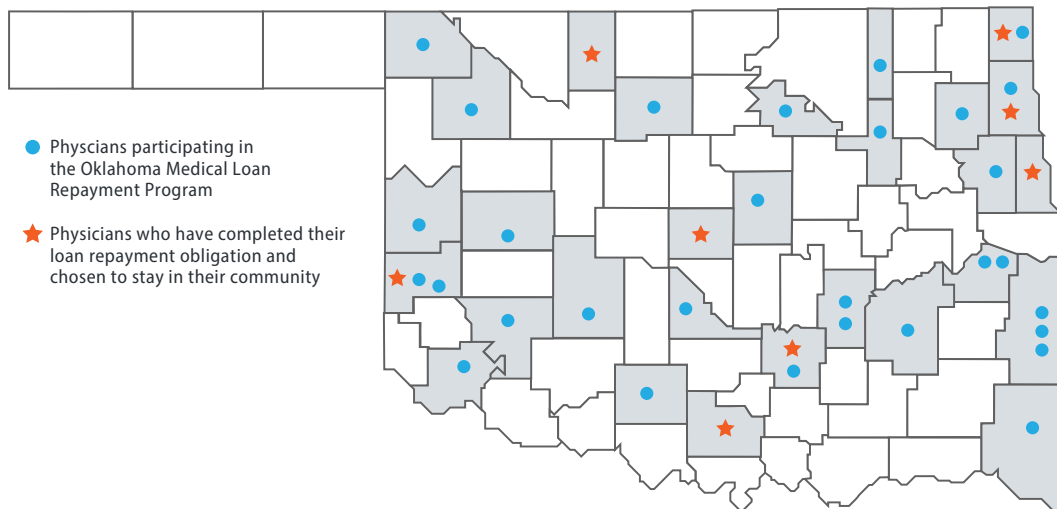 Physcians participating in
the Oklahoma Medical Loan
Repayment Program
Physicians who have completed their
loan repayment obligation and
chosen to stay in their community